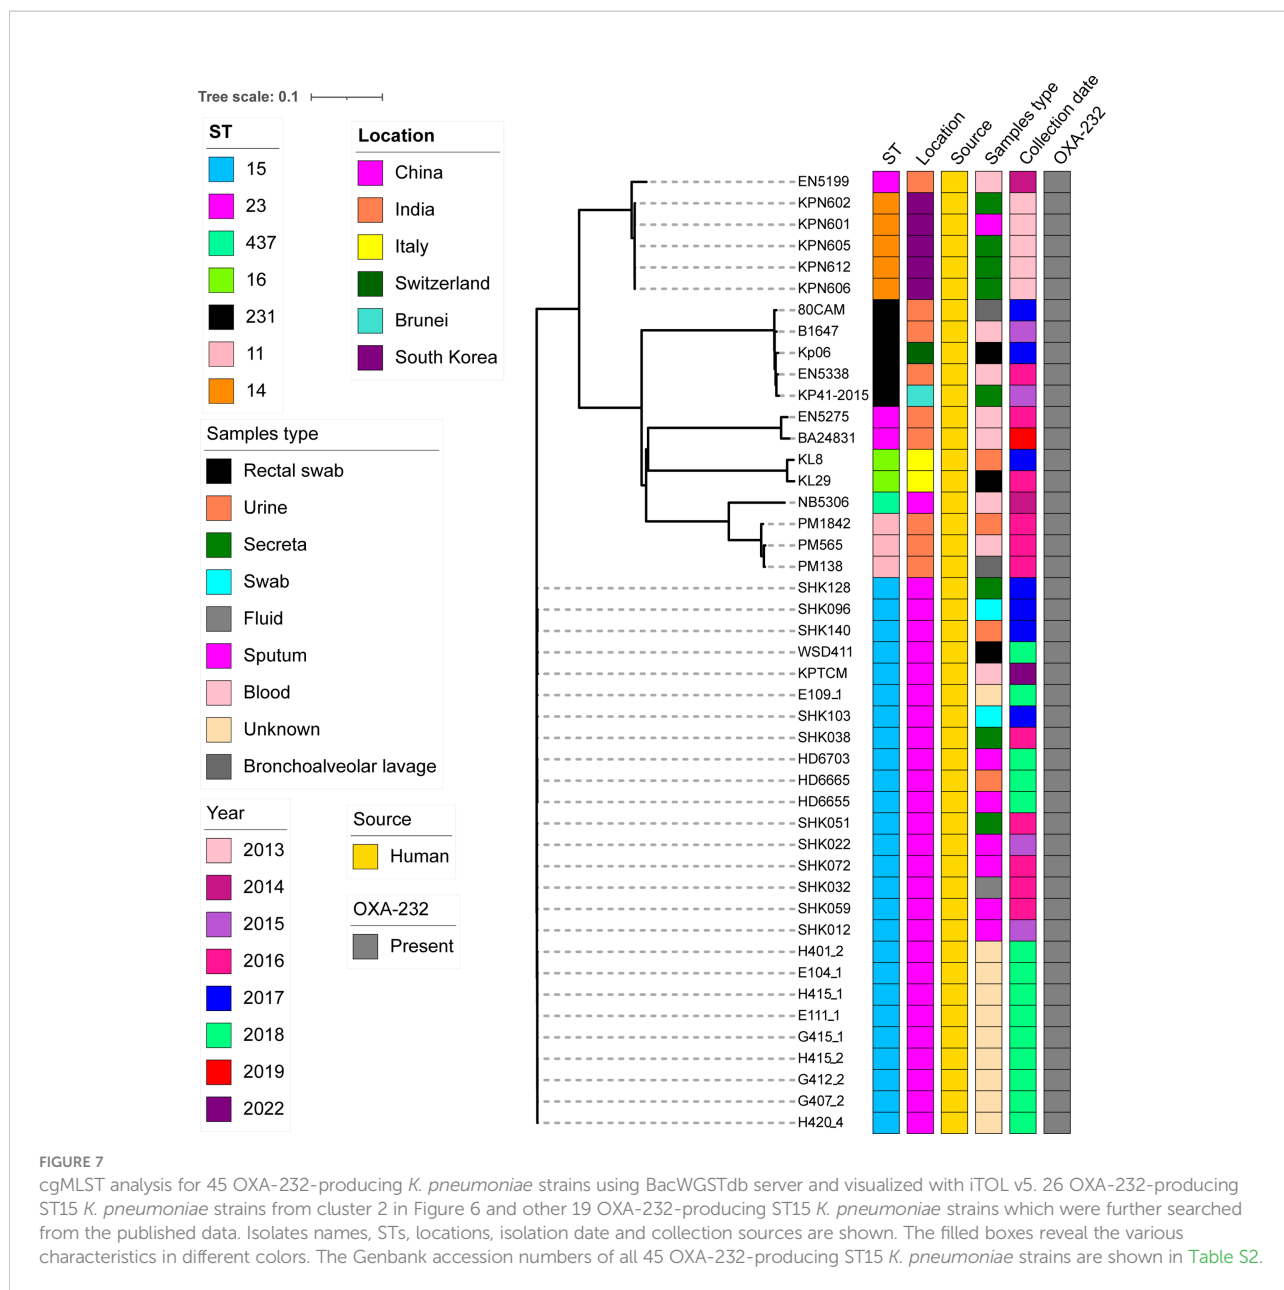 Tree scale: 0.1
ST
15
23
437
16
231
11
14
Location
China
India
Italy
Switzerland
Brunei
South Korea
Samples type
Rectal swab
Urine
Secreta
Swab
Fluid
Sputum
Blood
Unknown
Bronchoalveolar lavage
Year
2013
2014
2015
2016
2017
2018
2019
2022
Source
Human
OXA-232
Present
ST
Location
Source
Samples type
Collection date
OXA-232
EN5199
KPN602
KPN601
KPN605
KPN612
KPN606
80CAM
B1647
Kp06
EN5338
KP41-2015
EN5275
BA24831
KL8
KL29
NB5306
PM1842
PM565
PM138
SHK128
SHK096
SHK140
WSD411
KPTCM
E109_1
SHK103
SHK038
HD6703
HD6665
HD6655
SHK051
SHK022
SHK072
SHK032
SHK059
SHK012
H401_2
E104_1
H415_1
E111_1
G415_1
H415_2
G412_2
G407_2
H420_4
FIGURE 7
cgMLST analysis for 45 OXA-232-producing K. pneumoniae strains using BacWGSTdb server and visualized with iTOL v5. 26 OXA-232-producing
ST15 K. pneumoniae strains from cluster 2 in Figure 6 and other 19 OXA-232-producing ST15 K. pneumoniae strains which were further searched
from the published data. Isolates names, STs, locations, isolation date and collection sources are shown. The filled boxes reveal the various
characteristics in different colors. The Genbank accession numbers of all 45 OXA-232-producing ST15 K. pneumoniae strains are shown in Table S2.